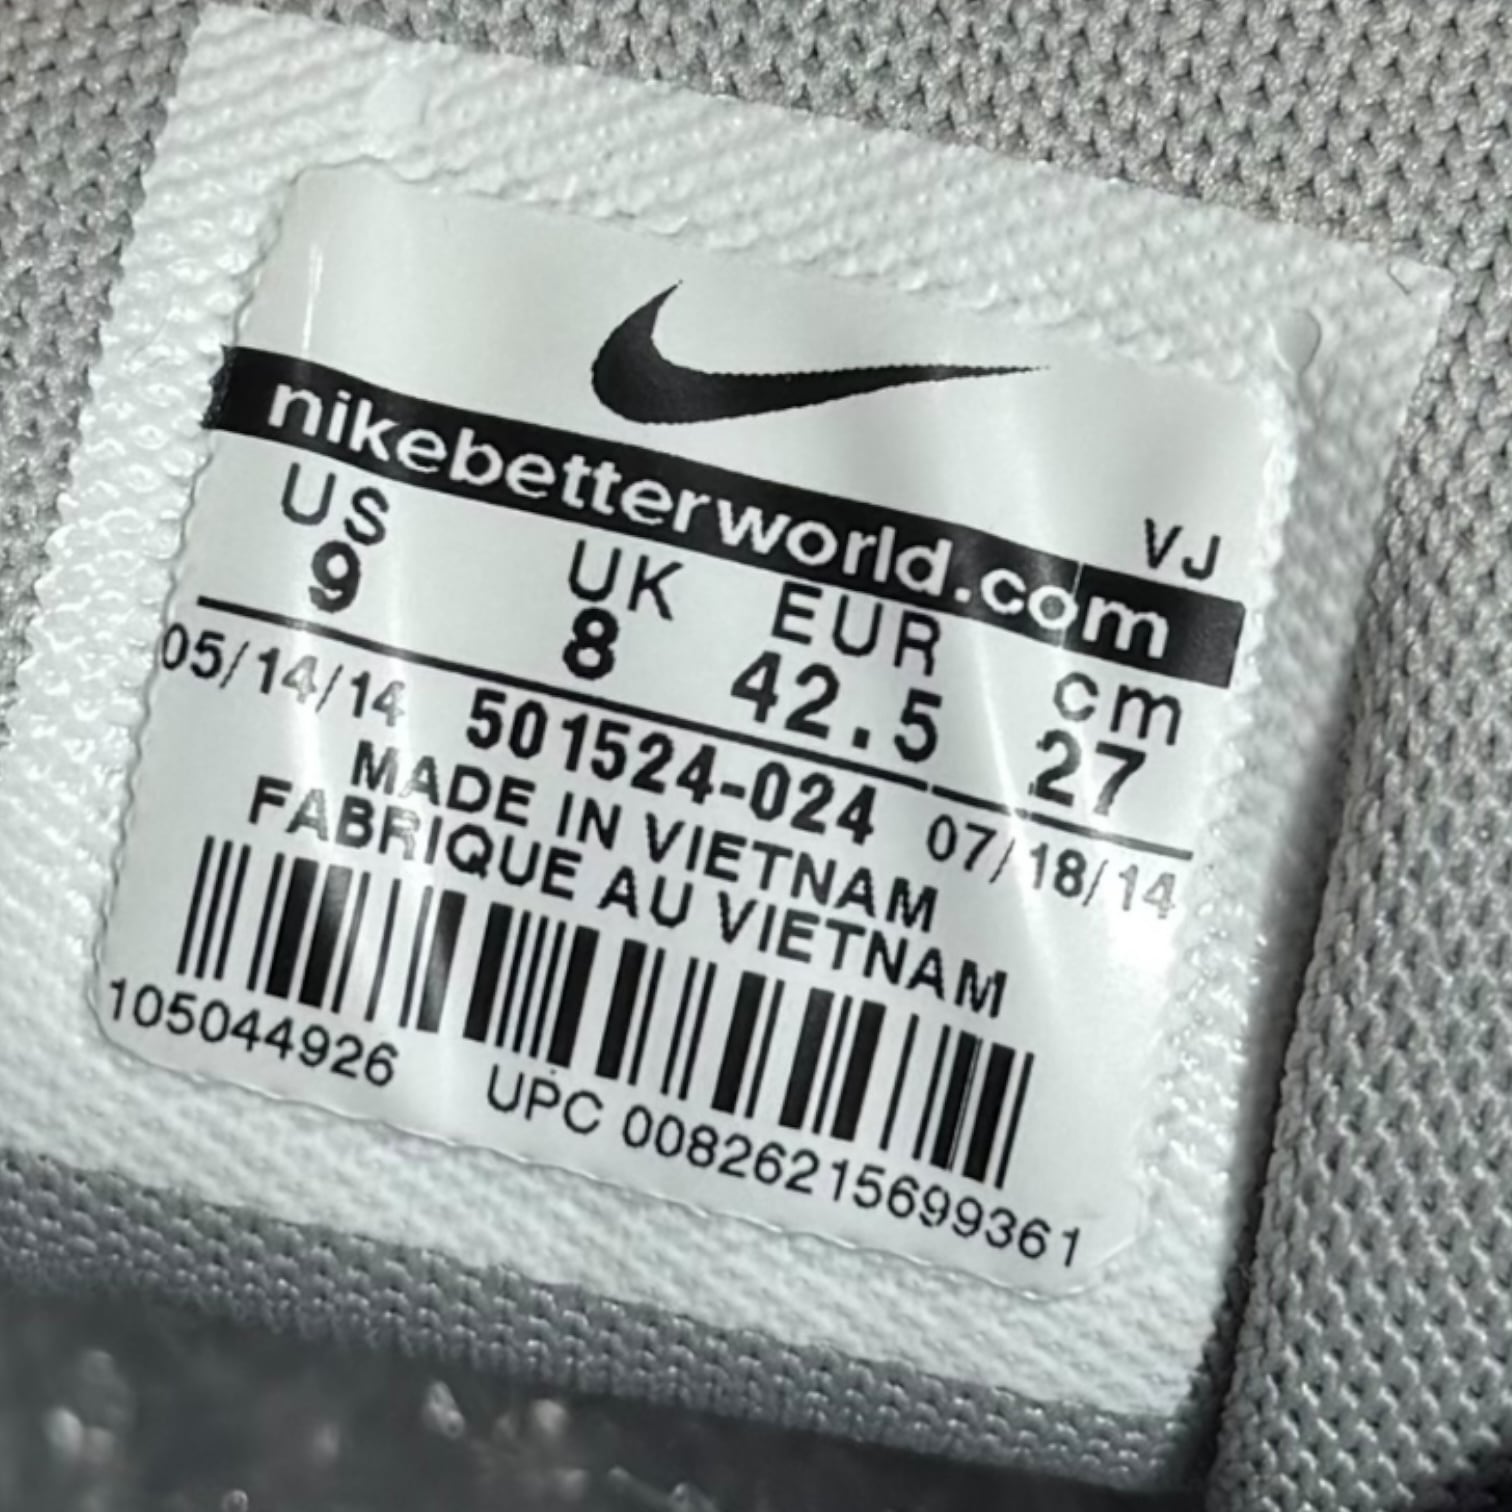 nikebetterworld.com
VJ
US UK EUR cm
9 8 42.5 27
05/14/14 501524-024 07/18/14
MADE IN VIETNAM
FABRIQUE AU VIETNAM
105044926 UPC 00826215699361